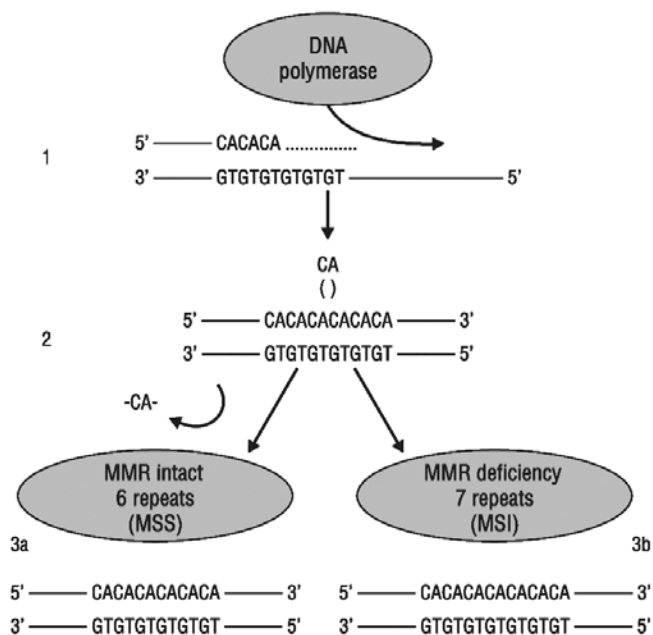 DNA
polymerase
1
5' CACACA ............
3' GTGTGTGTGTGT 5'
CA
( )
2
5' CACACACACACA 3'
3' GTGTGTGTGTGT 5'
-CA-
MMR intact
6 repeats
(MSS)
MMR deficiency
7 repeats
(MSI)
3a
5' CACACACACACA 3'
3' GTGTGTGTGTGT 5'
3b
5' CACACACACACACA 3'
3' GTGTGTGTGTGTGT 5'